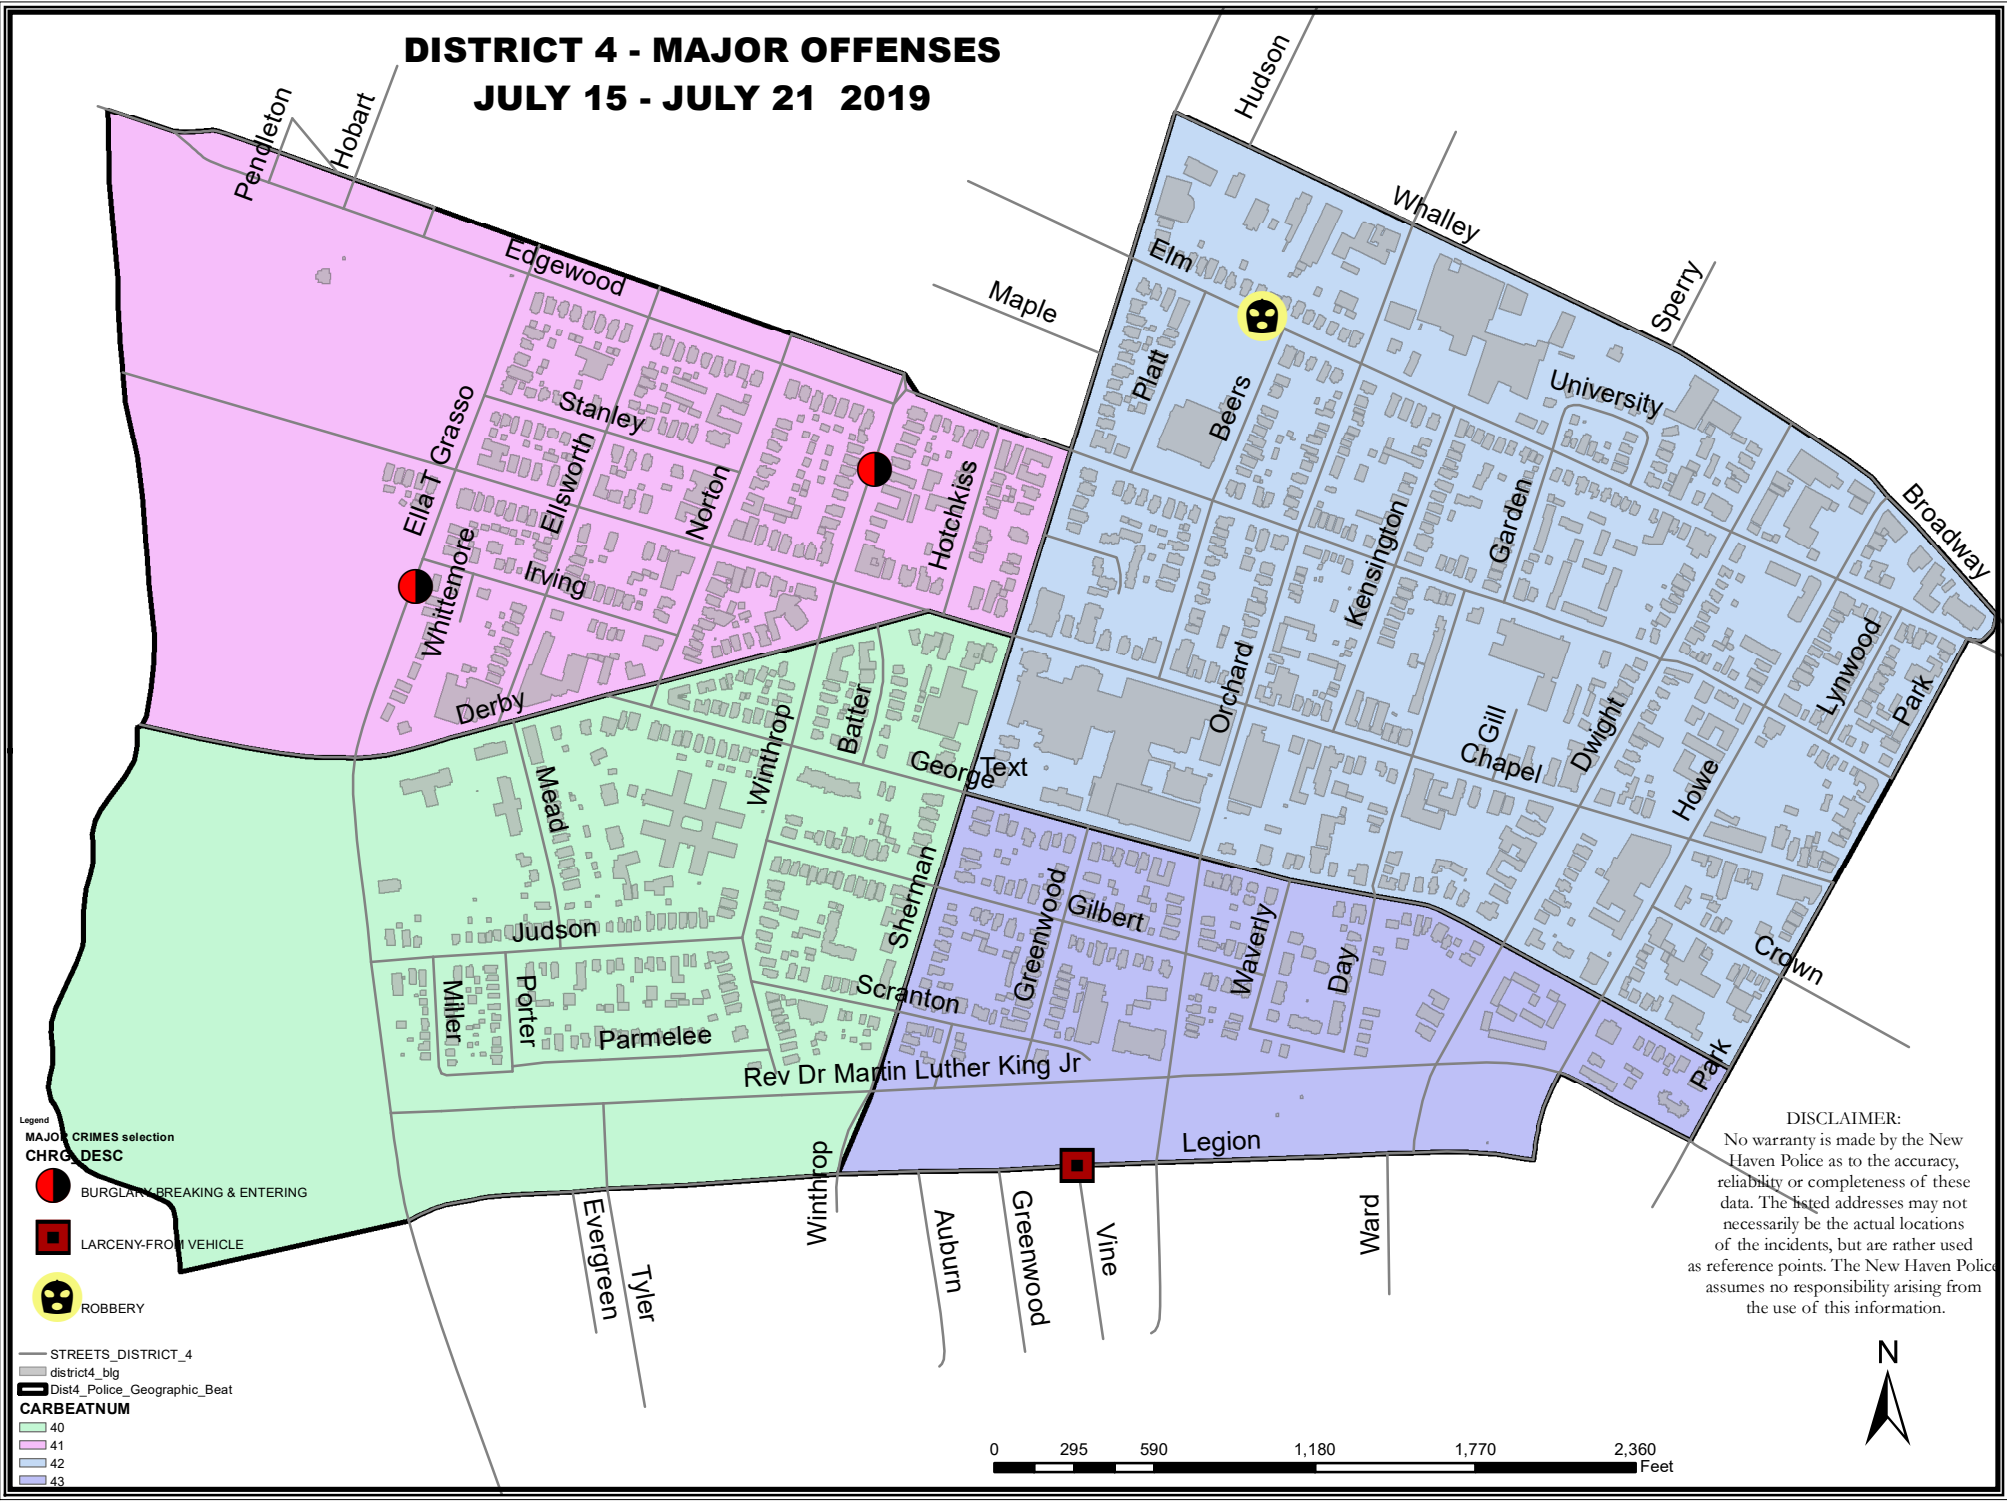 DISTRICT 4 - MAJOR OFFENSES
JULY 15 - JULY 21 2019
Pendleton
Hobart
Hudson
Whalley
Edgewood
Elm
Maple
Sperry
Platt
Beers
University
Stanley
Ella T Grasso
Ellsworth
Norton
Hotchkiss
Kensington
Garden
Broadway
Whittemore
Irving
Orchard
Lynwood
Park
Derby
Winthrop
Batter
George
Text
Gill
Chapel
Dwight
Howe
Mead
Sherman
Greenwood
Gilbert
Waverly
Day
Crown
Judson
Miller
Porter
Scranton
Parmelee
Rev Dr Martin Luther King Jr
Park
Legion
Winthrop
Evergreen
Tyler
Auburn
Greenwood
Vine
Ward
Legend
MAJOR CRIMES selection
CHRG_DESC
BURGLARY-BREAKING & ENTERING
LARCENY-FROM VEHICLE
ROBBERY
STREETS_DISTRICT_4
district4_blg
Dist4_Police_Geographic_Beat
CARBEATNUM
40
41
42
43
DISCLAIMER:
No warranty is made by the New
Haven Police as to the accuracy,
reliability or completeness of these
data. The listed addresses may not
necessarily be the actual locations
of the incidents, but are rather used
as reference points. The New Haven Police
assumes no responsibility arising from
the use of this information.
N
0 295 590 1,180 1,770 2,360
Feet